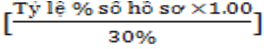 [Tỷ lệ % số hồ sơ ×1.00
30%]